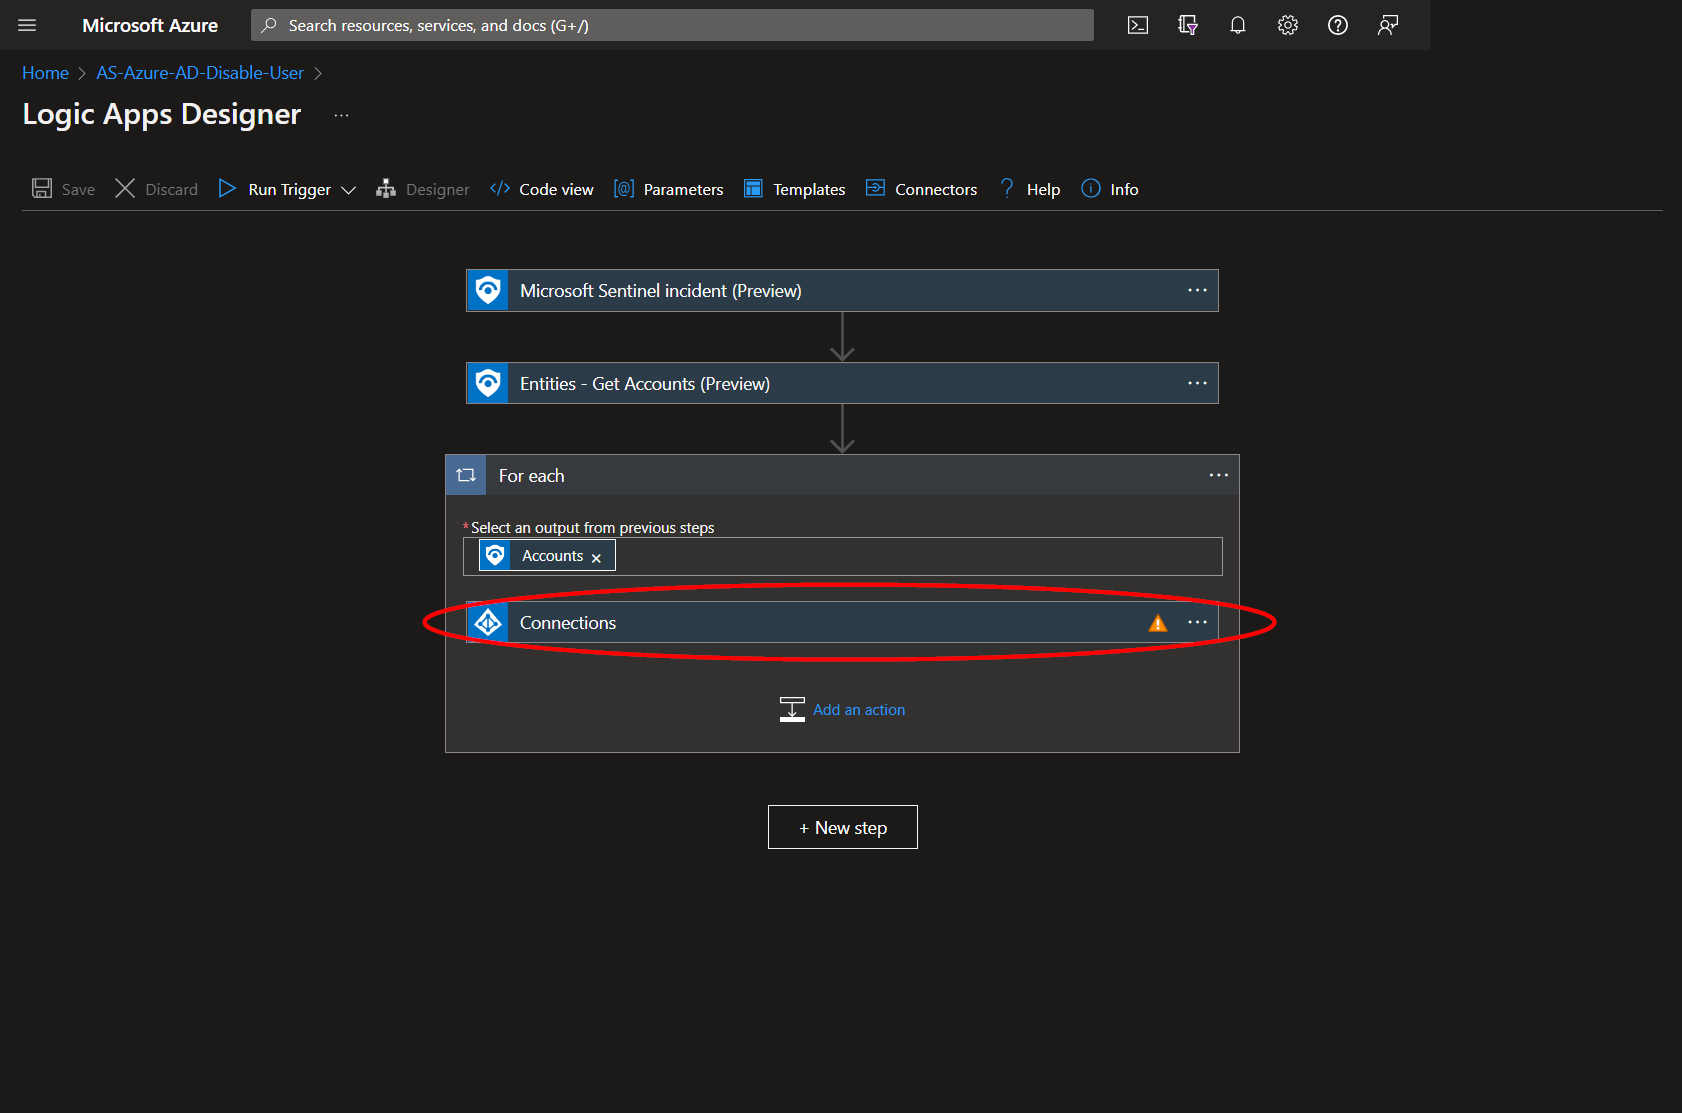 Microsoft Azure
Search resources, services, and docs (G+/)
Home > AS-Azure-AD-Disable-User >
Logic Apps Designer ...
Save Discard Run Trigger Designer Code view Parameters Templates Connectors Help Info
Microsoft Sentinel incident (Preview)
Entities - Get Accounts (Preview)
For each
* Select an output from previous steps
Accounts ×
Connections
Add an action
+ New step